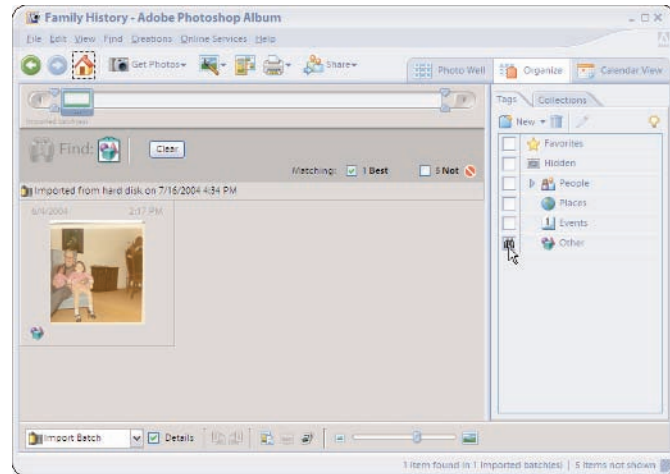 Family History - Adobe Photoshop Album
File Edit View Find Creations Online Services Help
Get Photos Share Photo Well Organize Calendar View
Tags Collections
Imported batch(es)
New
Find: Clear
Matching: 1 Best 5 Not
Imported from hard disk on 7/16/2004 4:34 PM
6/4/2004 2:17 PM
Favorites
Hidden
People
Places
Events
Other
Import Batch Details
1 item found in 1 Imported batch(es) | 5 items not shown